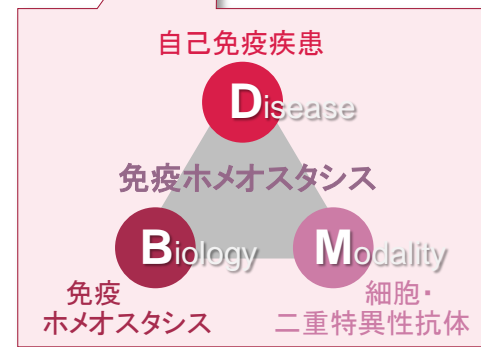 自己免疫疾患
Disease
免疫ホメオスタシス
Biology
Modality
免疫
ホメオスタシス
細胞・
二重特異性抗体